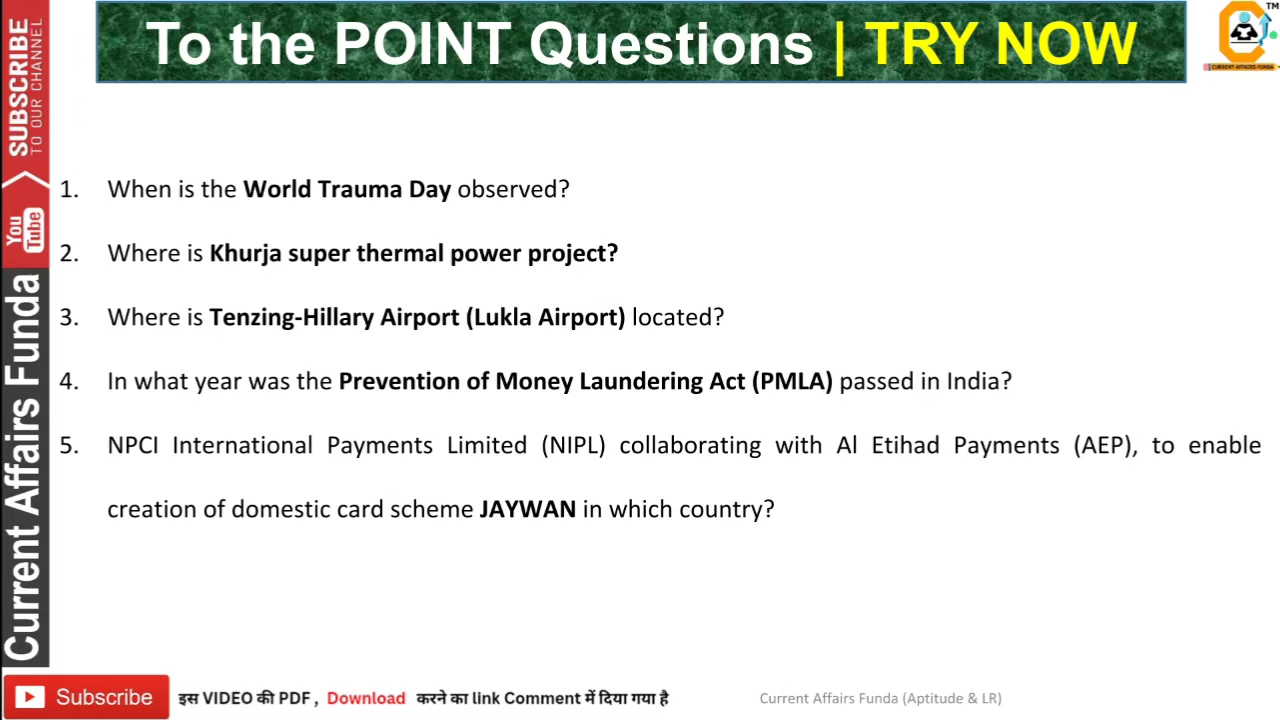 To the POINT Questions | TRY NOW
TM
CURRENT-AFFAIRS-FUNDA
SUBSCRIBE
TO OUR CHANNEL
You
Tube
Current Affairs Funda
1. When is the World Trauma Day observed?
2. Where is Khurja super thermal power project?
3. Where is Tenzing-Hillary Airport (Lukla Airport) located?
4. In what year was the Prevention of Money Laundering Act (PMLA) passed in India?
5. NPCI International Payments Limited (NIPL) collaborating with Al Etihad Payments (AEP), to enable
creation of domestic card scheme JAYWAN in which country?
Subscribe
इस VIDEO की PDF , Download करने का link Comment में दिया गया है
Current Affairs Funda (Aptitude & LR)